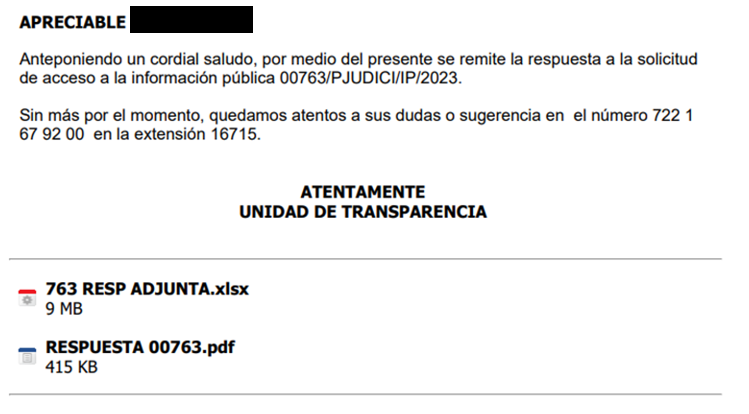 APRECIABLE
Anteponiendo un cordial saludo, por medio del presente se remite la respuesta a la solicitud
de acceso a la información pública 00763/PJUDICI/IP/2023.
Sin más por el momento, quedamos atentos a sus dudas o sugerencia en  el número 722 1
67 92 00  en la extensión 16715.
ATENTAMENTE
UNIDAD DE TRANSPARENCIA
763 RESP ADJUNTA.xlsx
9 MB
RESPUESTA 00763.pdf
415 KB